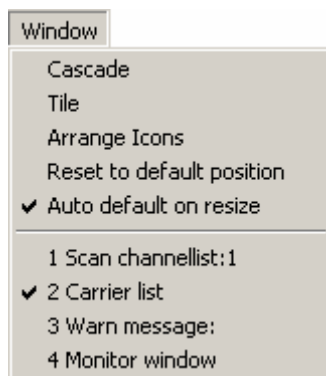 Window
Cascade
Tile
Arrange Icons
Reset to default position
Auto default on resize
1 Scan channellist:1
2 Carrier list
3 Warn message:
4 Monitor window